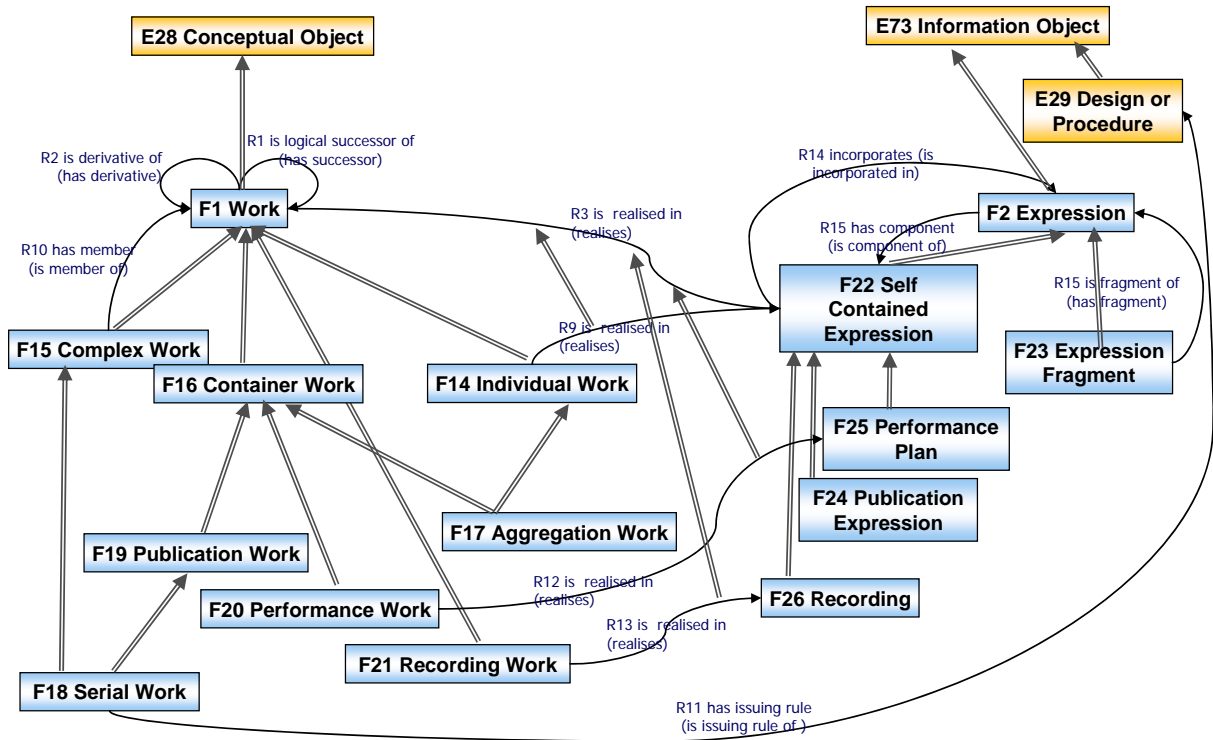 E28 Conceptual Object
E73 Information Object
E29 Design or
Procedure
R1 is logical successor of
(has successor)
R2 is derivative of
(has derivative)
R14 incorporates (is
incorporated in)
F1 Work
R3 is  realised in
(realises)
F2 Expression
R15 has component
(is component of)
R10 has member
(is member of)
F22 Self
Contained
Expression
R15 is fragment of
(has fragment)
F15 Complex Work
R9 is  realised in
(realises)
F23 Expression
Fragment
F16 Container Work
F14 Individual Work
F25 Performance
Plan
F24 Publication
Expression
F17 Aggregation Work
F19 Publication Work
R12 is  realised in
(realises)
F20 Performance Work
F26 Recording
R13 is  realised in
(realises)
F21 Recording Work
F18 Serial Work
R11 has issuing rule
(is issuing rule of )